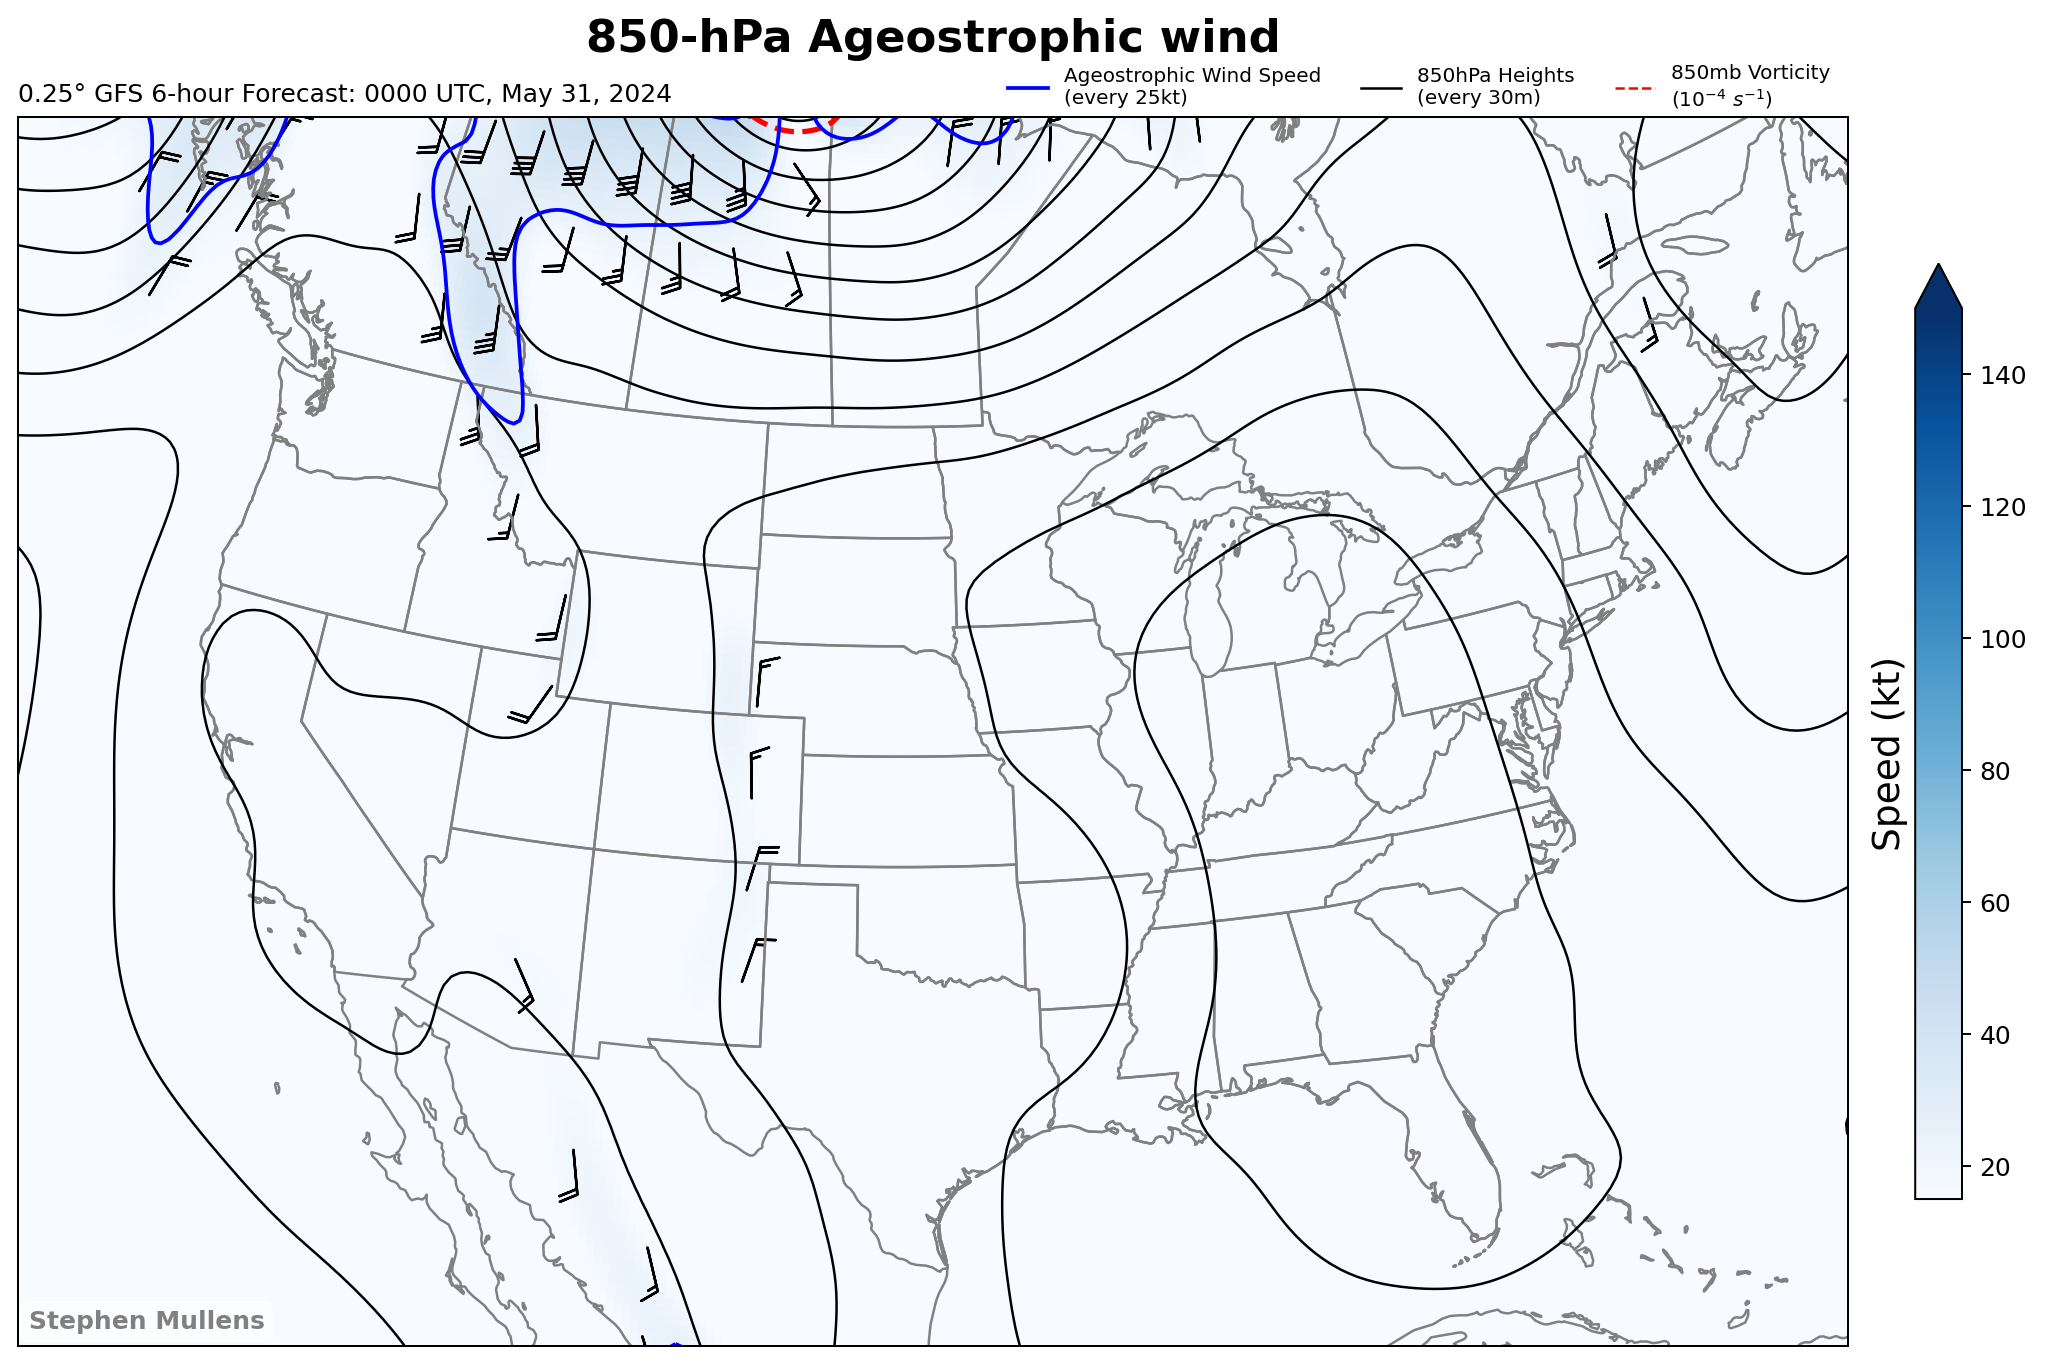 850-hPa Ageostrophic wind
0.25° GFS 6-hour Forecast: 0000 UTC, May 31, 2024
Ageostrophic Wind Speed
(every 25kt)
850hPa Heights
(every 30m)
850mb Vorticity
(10⁻⁴ s⁻¹)
140
120
100
80
60
40
20
Speed (kt)
Stephen Mullens